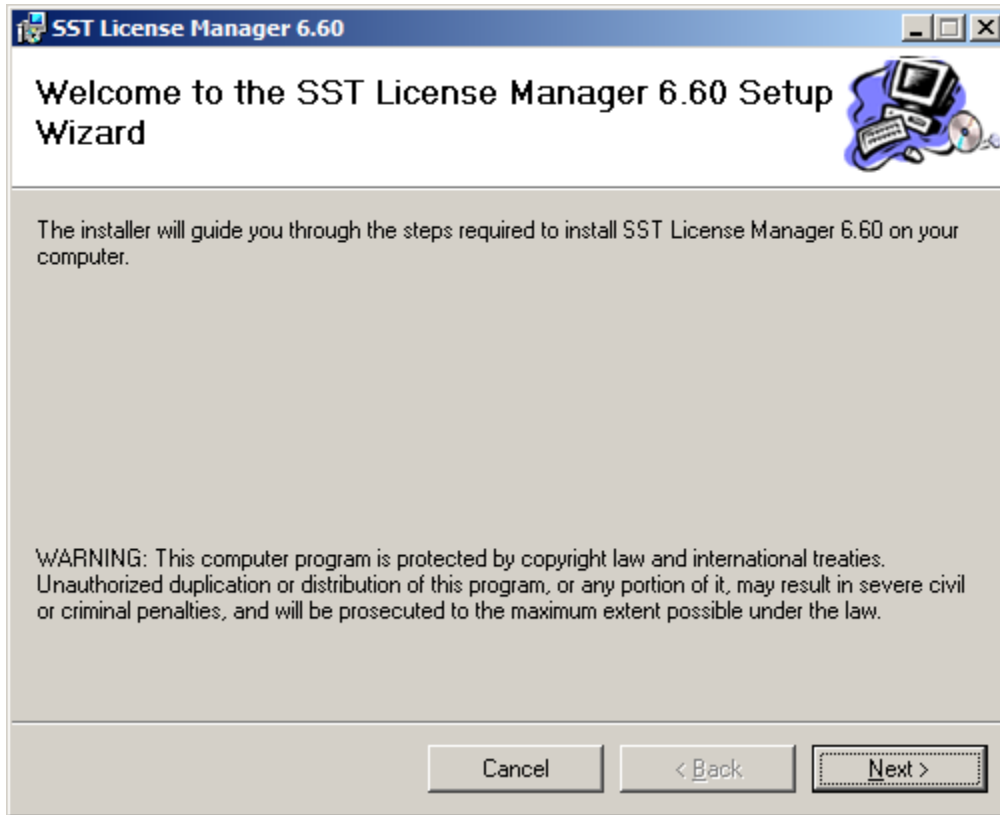 SST License Manager 6.60
Welcome to the SST License Manager 6.60 Setup
Wizard
The installer will guide you through the steps required to install SST License Manager 6.60 on your
computer.
WARNING: This computer program is protected by copyright law and international treaties.
Unauthorized duplication or distribution of this program, or any portion of it, may result in severe civil
or criminal penalties, and will be prosecuted to the maximum extent possible under the law.
Cancel
< Back
Next >